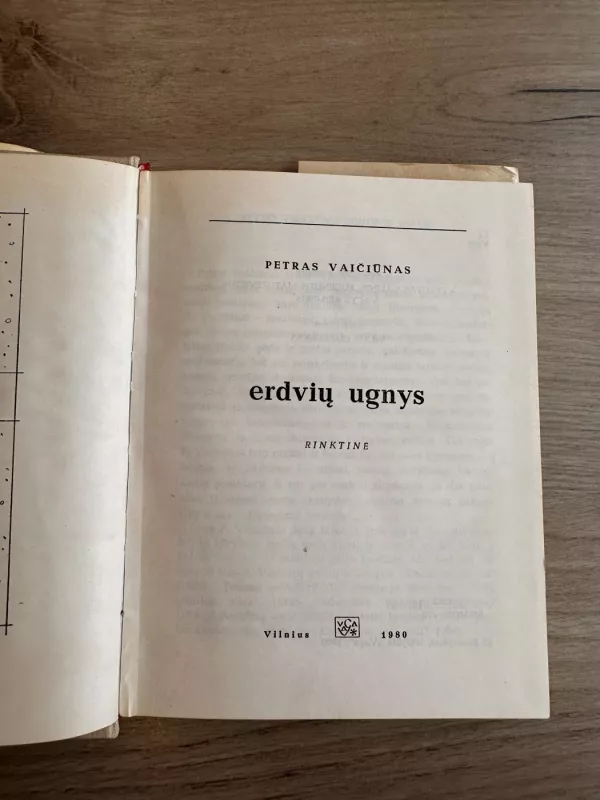 PETRAS VAIČIŪNAS
erdvių ugnys
RINKTINĖ
Vilnius 1980